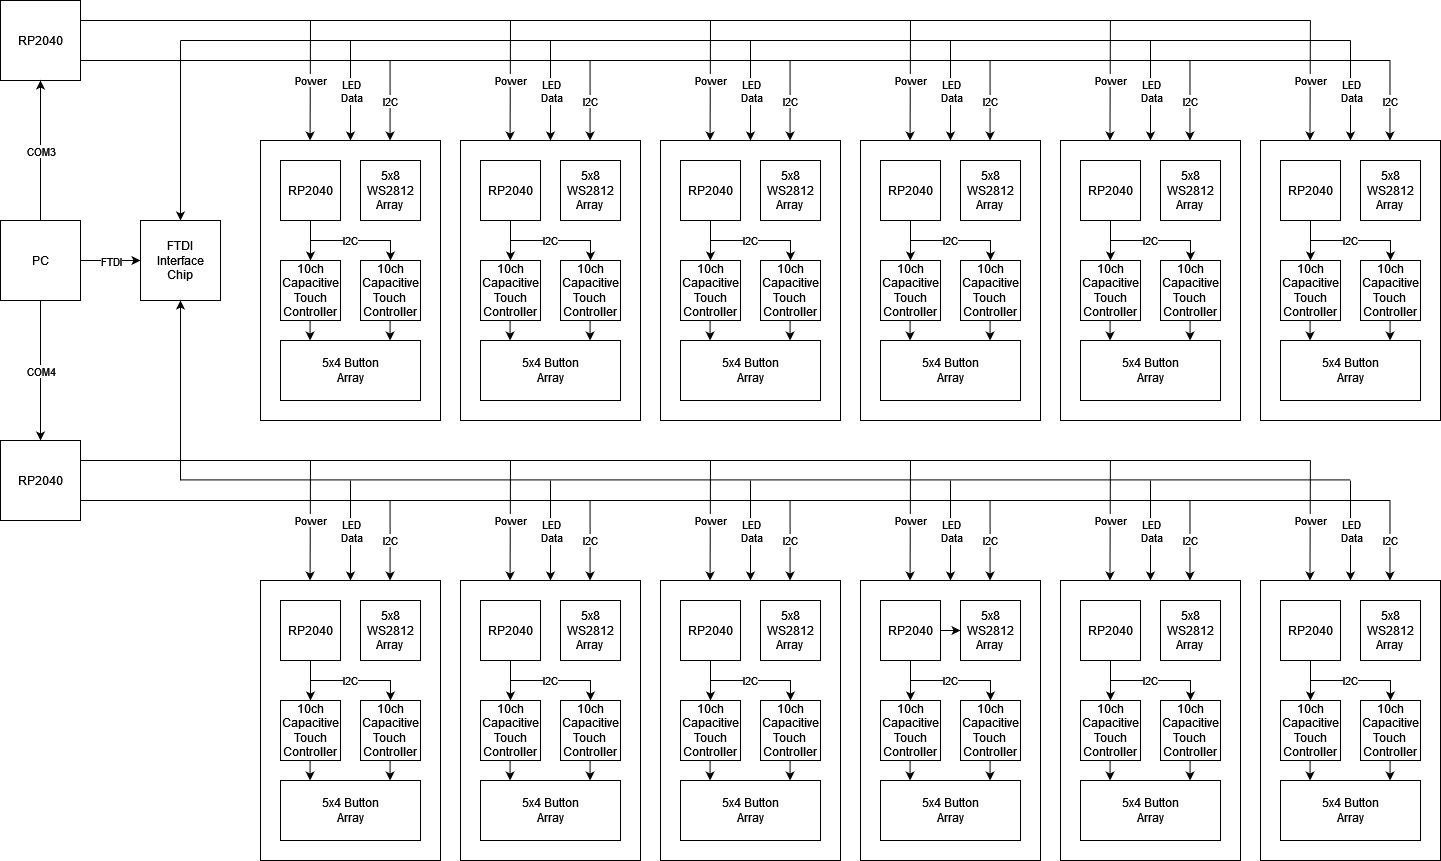 RP2040
Power
LED
Data
I2C
Power
LED
Data
I2C
Power
LED
Data
I2C
Power
LED
Data
I2C
Power
LED
Data
I2C
Power
LED
Data
I2C
COM3
PC
FTDI
FTDI
Interface
Chip
COM4
RP2040
RP2040
5x8
WS2812
Array
I2C
10ch
Capacitive
Touch
Controller
10ch
Capacitive
Touch
Controller
5x4 Button
Array
RP2040
5x8
WS2812
Array
I2C
10ch
Capacitive
Touch
Controller
10ch
Capacitive
Touch
Controller
5x4 Button
Array
RP2040
5x8
WS2812
Array
I2C
10ch
Capacitive
Touch
Controller
10ch
Capacitive
Touch
Controller
5x4 Button
Array
RP2040
5x8
WS2812
Array
I2C
10ch
Capacitive
Touch
Controller
10ch
Capacitive
Touch
Controller
5x4 Button
Array
RP2040
5x8
WS2812
Array
I2C
10ch
Capacitive
Touch
Controller
10ch
Capacitive
Touch
Controller
5x4 Button
Array
RP2040
5x8
WS2812
Array
I2C
10ch
Capacitive
Touch
Controller
10ch
Capacitive
Touch
Controller
5x4 Button
Array
Power
LED
Data
I2C
Power
LED
Data
I2C
Power
LED
Data
I2C
Power
LED
Data
I2C
Power
LED
Data
I2C
Power
LED
Data
I2C
RP2040
5x8
WS2812
Array
I2C
10ch
Capacitive
Touch
Controller
10ch
Capacitive
Touch
Controller
5x4 Button
Array
RP2040
5x8
WS2812
Array
I2C
10ch
Capacitive
Touch
Controller
10ch
Capacitive
Touch
Controller
5x4 Button
Array
RP2040
5x8
WS2812
Array
I2C
10ch
Capacitive
Touch
Controller
10ch
Capacitive
Touch
Controller
5x4 Button
Array
RP2040
5x8
WS2812
Array
I2C
10ch
Capacitive
Touch
Controller
10ch
Capacitive
Touch
Controller
5x4 Button
Array
RP2040
5x8
WS2812
Array
I2C
10ch
Capacitive
Touch
Controller
10ch
Capacitive
Touch
Controller
5x4 Button
Array
RP2040
5x8
WS2812
Array
I2C
10ch
Capacitive
Touch
Controller
10ch
Capacitive
Touch
Controller
5x4 Button
Array